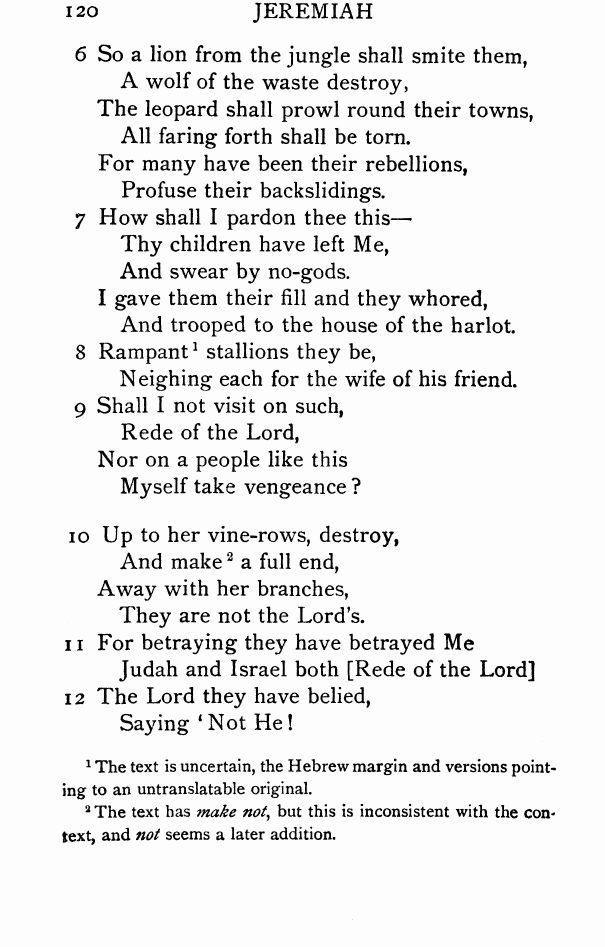 120 JEREMIAH
6 So a lion from the jungle shall smite them,
A wolf of the waste destroy,
The leopard shall prowl round their towns,
All faring forth shall be torn.
For many have been their rebellions,
Profuse their backslidings.
7 How shall I pardon thee this—
Thy children have left Me,
And swear by no-gods.
I gave them their fill and they whored,
And trooped to the house of the harlot.
8 Rampant¹ stallions they be,
Neighing each for the wife of his friend.
9 Shall I not visit on such,
Rede of the Lord,
Nor on a people like this
Myself take vengeance?
10 Up to her vine-rows, destroy,
And make² a full end,
Away with her branches,
They are not the Lord's.
11 For betraying they have betrayed Me
Judah and Israel both [Rede of the Lord]
12 The Lord they have belied,
Saying ‘Not He!
¹ The text is uncertain, the Hebrew margin and versions point-
ing to an untranslatable original.
² The text has make not, but this is inconsistent with the con-
text, and not seems a later addition.